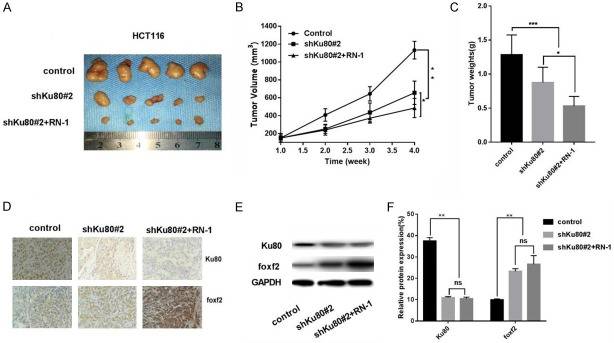 A
HCT116
control
shKu80#2
shKu80#2+RN-1
2 3 4 5 6 7 8
B
Tumor Volume (mm³)
1200
1000
800
600
400
200
1.0 2.0 3.0 4.0
Time (week)
Control
shKu80#2
shKu80#2+RN-1
* *
*
C
Tumor weights(g)
2.0
1.5
1.0
0.5
0.0
***
*
control
shKu80#2
shKu80#2+RN-1
D
control shKu80#2 shKu80#2+RN-1
Ku80
foxf2
E
Ku80
foxf2
GAPDH
control
shKu80#2
shKu80#2+RN-1
F
Relative protein expression(%)
50
40
30
20
10
0
**
ns
**
ns
Ku80 foxf2
control
shKu80#2
shKu80#2+RN-1